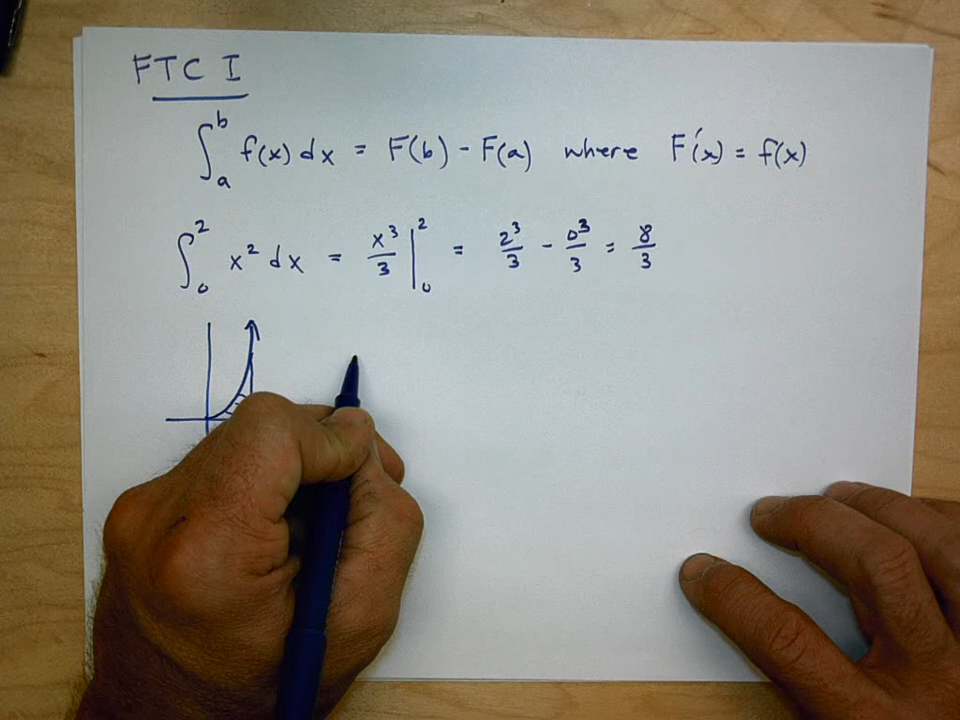 FTC I
∫_a^b f(x) dx = F(b) - F(a) where F'(x) = f(x)
∫_0^2 x² dx = x³/3 |_0^2 = 2³/3 - 0³/3 = 8/3